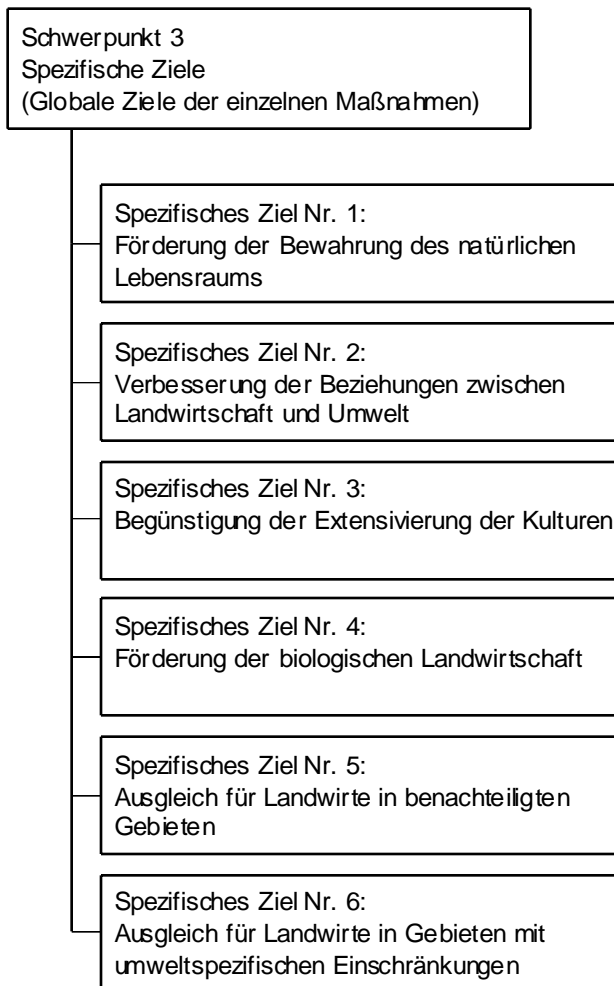 Schwerpunkt 3
Spezifische Ziele
(Globale Ziele der einzelnen Maßnahmen)
Spezifisches Ziel Nr. 1:
Förderung der Bewahrung des natürlichen
Lebensraums
Spezifisches Ziel Nr. 2:
Verbesserung der Beziehungen zwischen
Landwirtschaft und Umwelt
Spezifisches Ziel Nr. 3:
Begünstigung der Extensivierung der Kulturen
Spezifisches Ziel Nr. 4:
Förderung der biologischen Landwirtschaft
Spezifisches Ziel Nr. 5:
Ausgleich für Landwirte in benachteiligten
Gebieten
Spezifisches Ziel Nr. 6:
Ausgleich für Landwirte in Gebieten mit
umweltspezifischen Einschränkungen